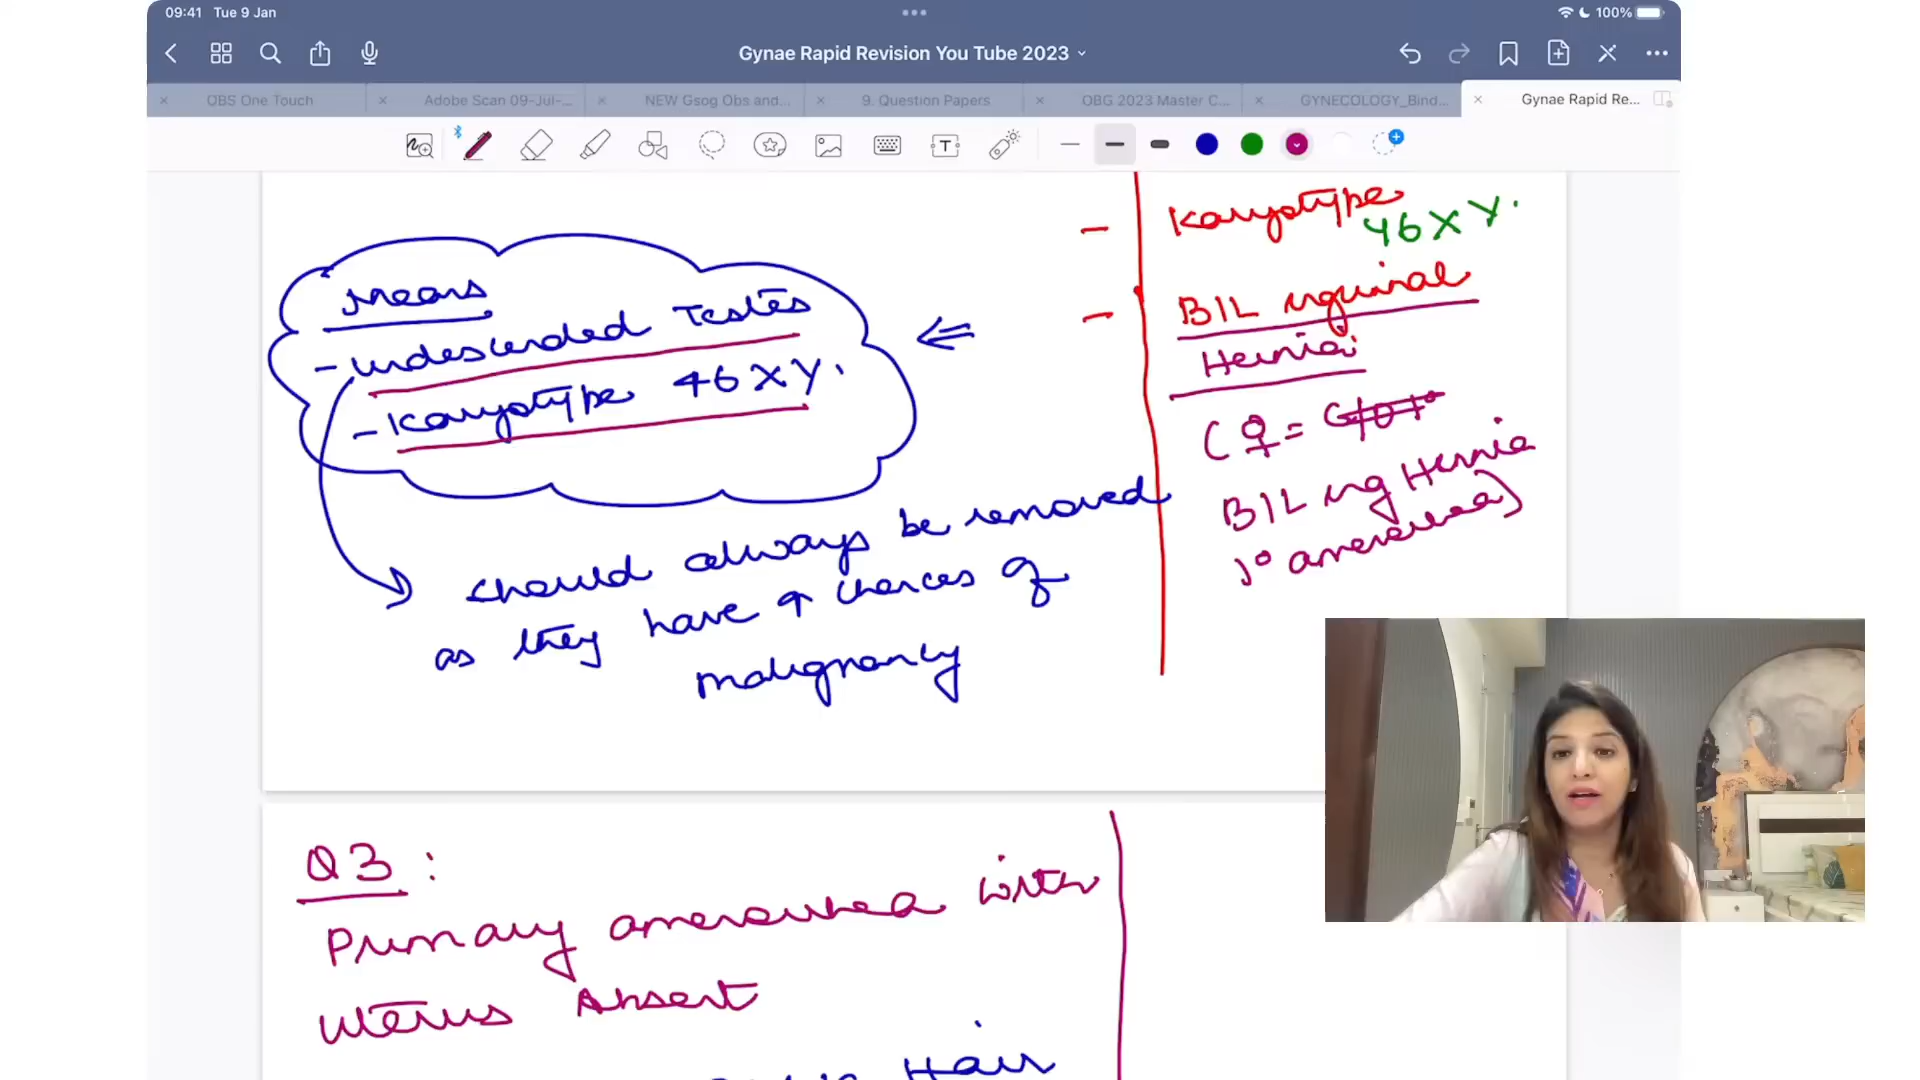 09:41 Tue 9 Jan
100%
Gynae Rapid Revision You Tube 2023
OBS One Touch
Adobe Scan 09-Jul-...
NEW Gsog Obs and...
9. Question Papers
OBG 2023 Master C...
GYNECOLOGY_Bind...
Gynae Rapid Re...
Means
- undescended Testes
- Karyotype 46XY.
should always be removed
as they have ↑ chances of
malignancy
- Karyotype
46XY.
- BIL inguinal
Hernia
( ♀ =
BIL ing Hernia
1° amenorrhea)
Q3 :
Primary amenorrhea with
uterus Absent
Hair